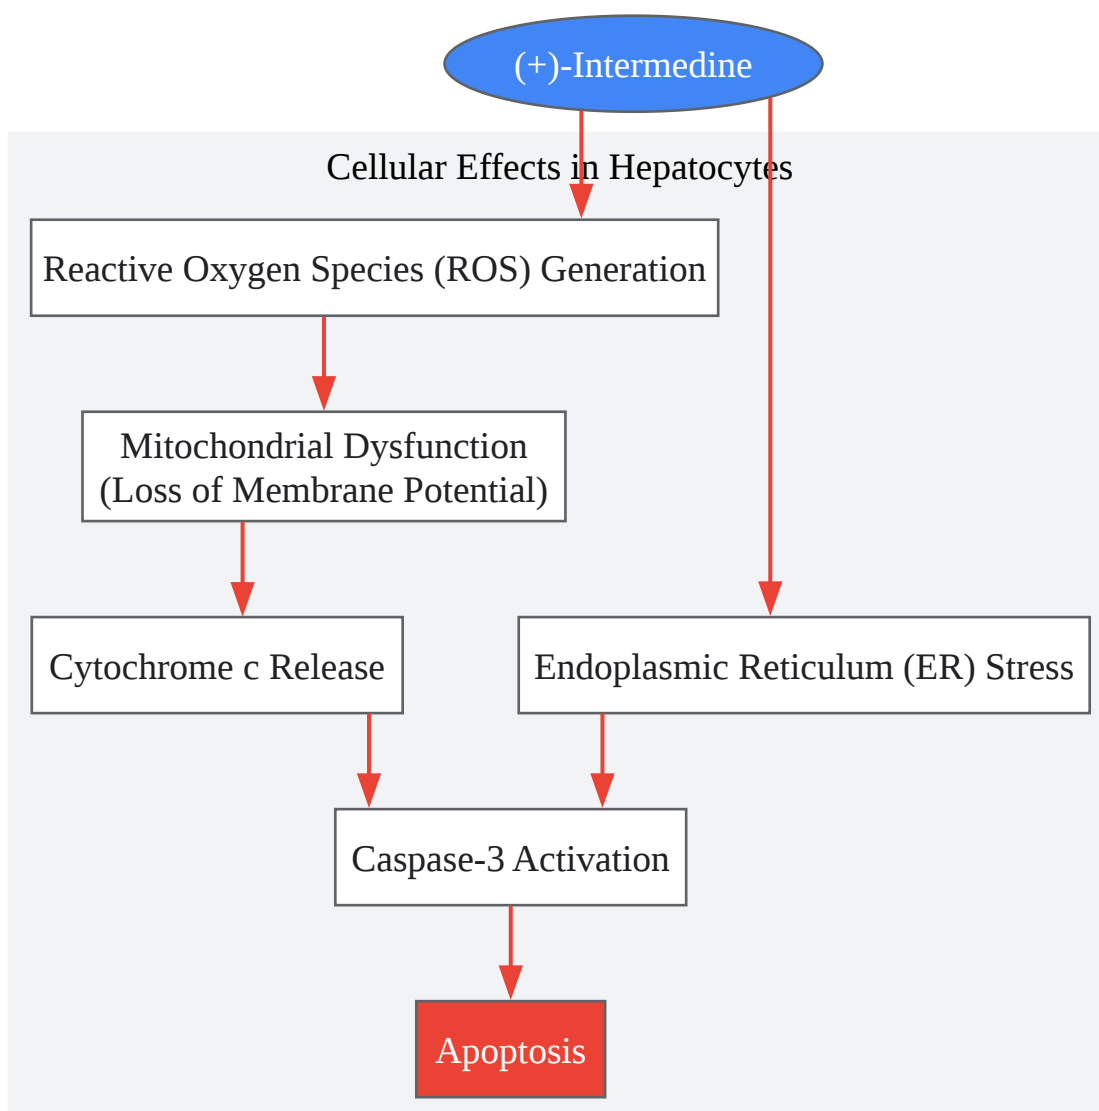 (+)-Intermedine
Cellular Effects in Hepatocytes
Reactive Oxygen Species (ROS) Generation
Mitochondrial Dysfunction
(Loss of Membrane Potential)
Cytochrome c Release
Endoplasmic Reticulum (ER) Stress
Caspase-3 Activation
Apoptosis